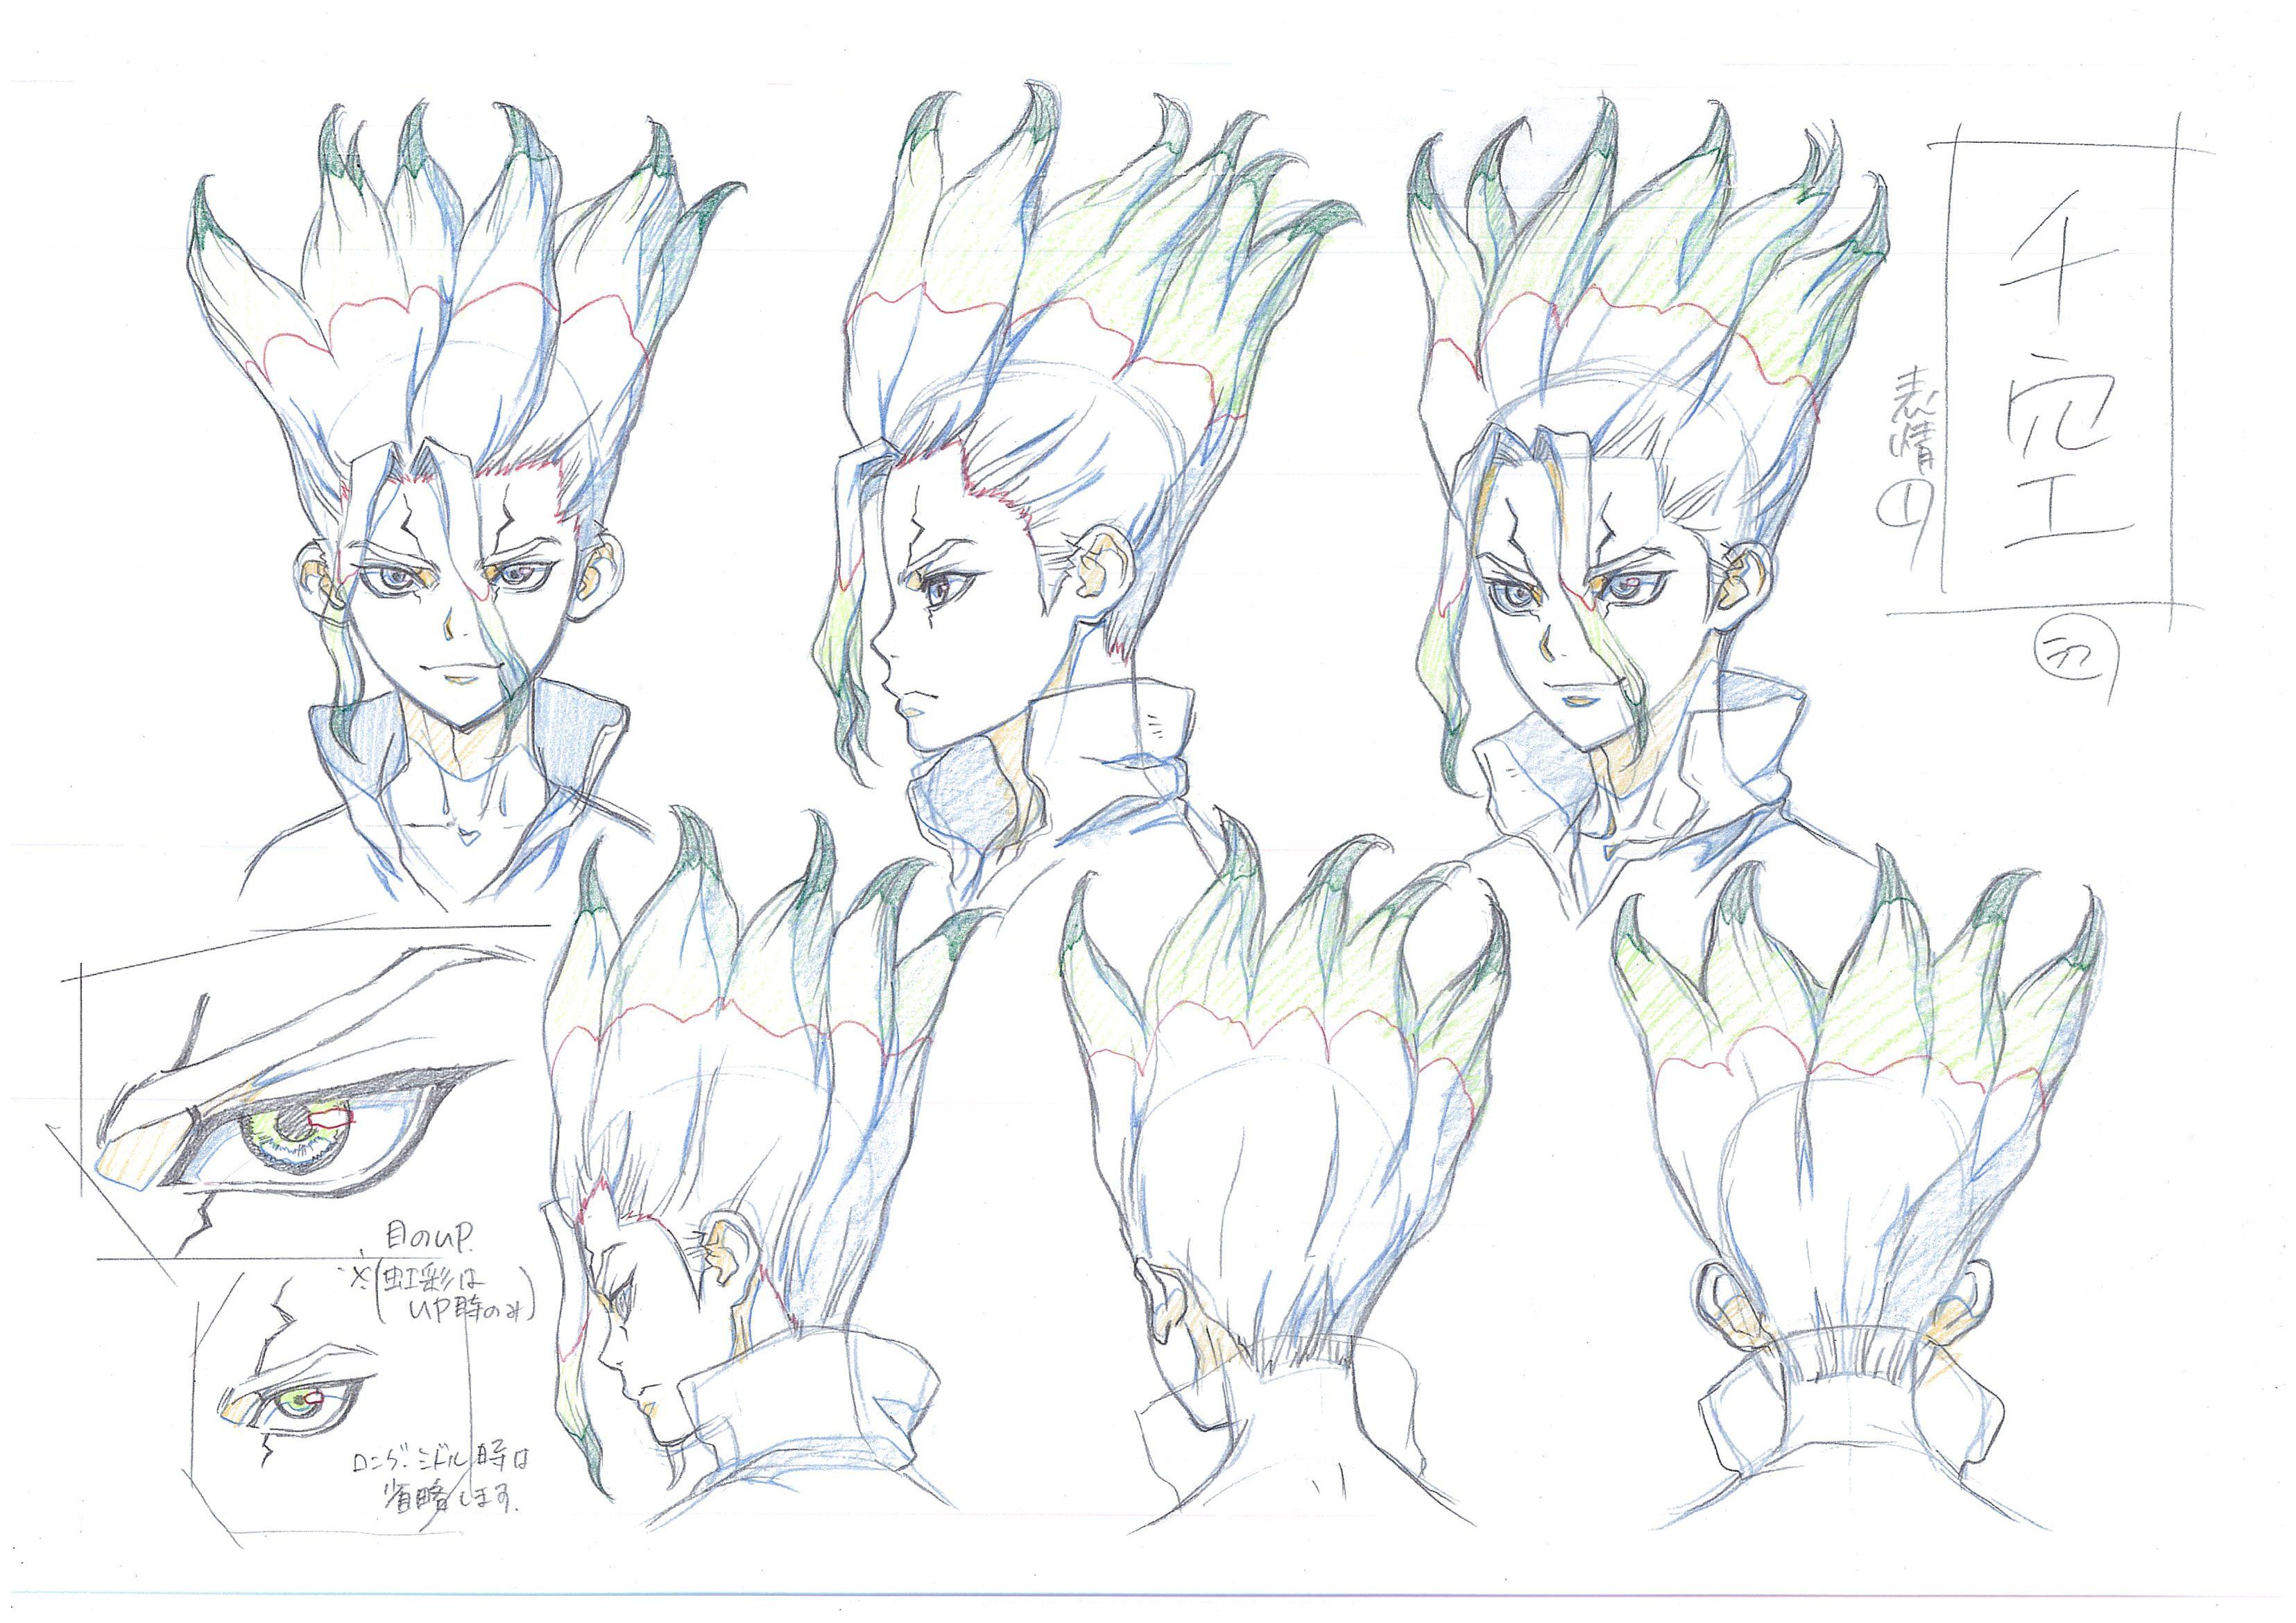 千空
表情①
ラフ
目のUP.
※(虹彩は
UP時のみ)
ロング・ミドル時は
省略します.